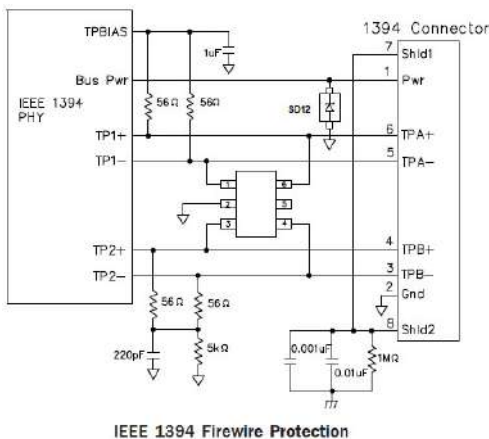 1394 Connector
TPBIAS
1uF
7
Shld1
Bus Pwr
1
Pwr
IEEE 1394
PHY
56Ω
56Ω
SD12
TP1+
6
TPA+
TP1-
5
TPA-
1
6
2
5
3
4
TP2+
4
TPB+
TP2-
3
TPB-
2
Gnd
56Ω
56Ω
8
Shld2
220pF
5kΩ
0.001uF
0.01uF
1MΩ
IEEE 1394 Firewire Protection